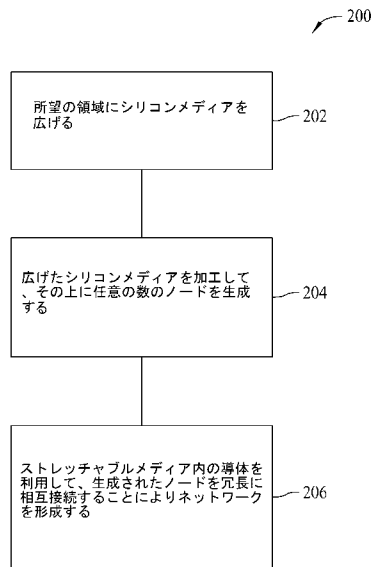 200
所望の領域にシリコンメディアを
広げる
202
広げたシリコンメディアを加工して
、その上に任意の数のノードを生成
する
204
ストレッチャブルメディア内の導体を
利用して、生成されたノードを冗長に
相互接続することによりネットワーク
を形成する
206